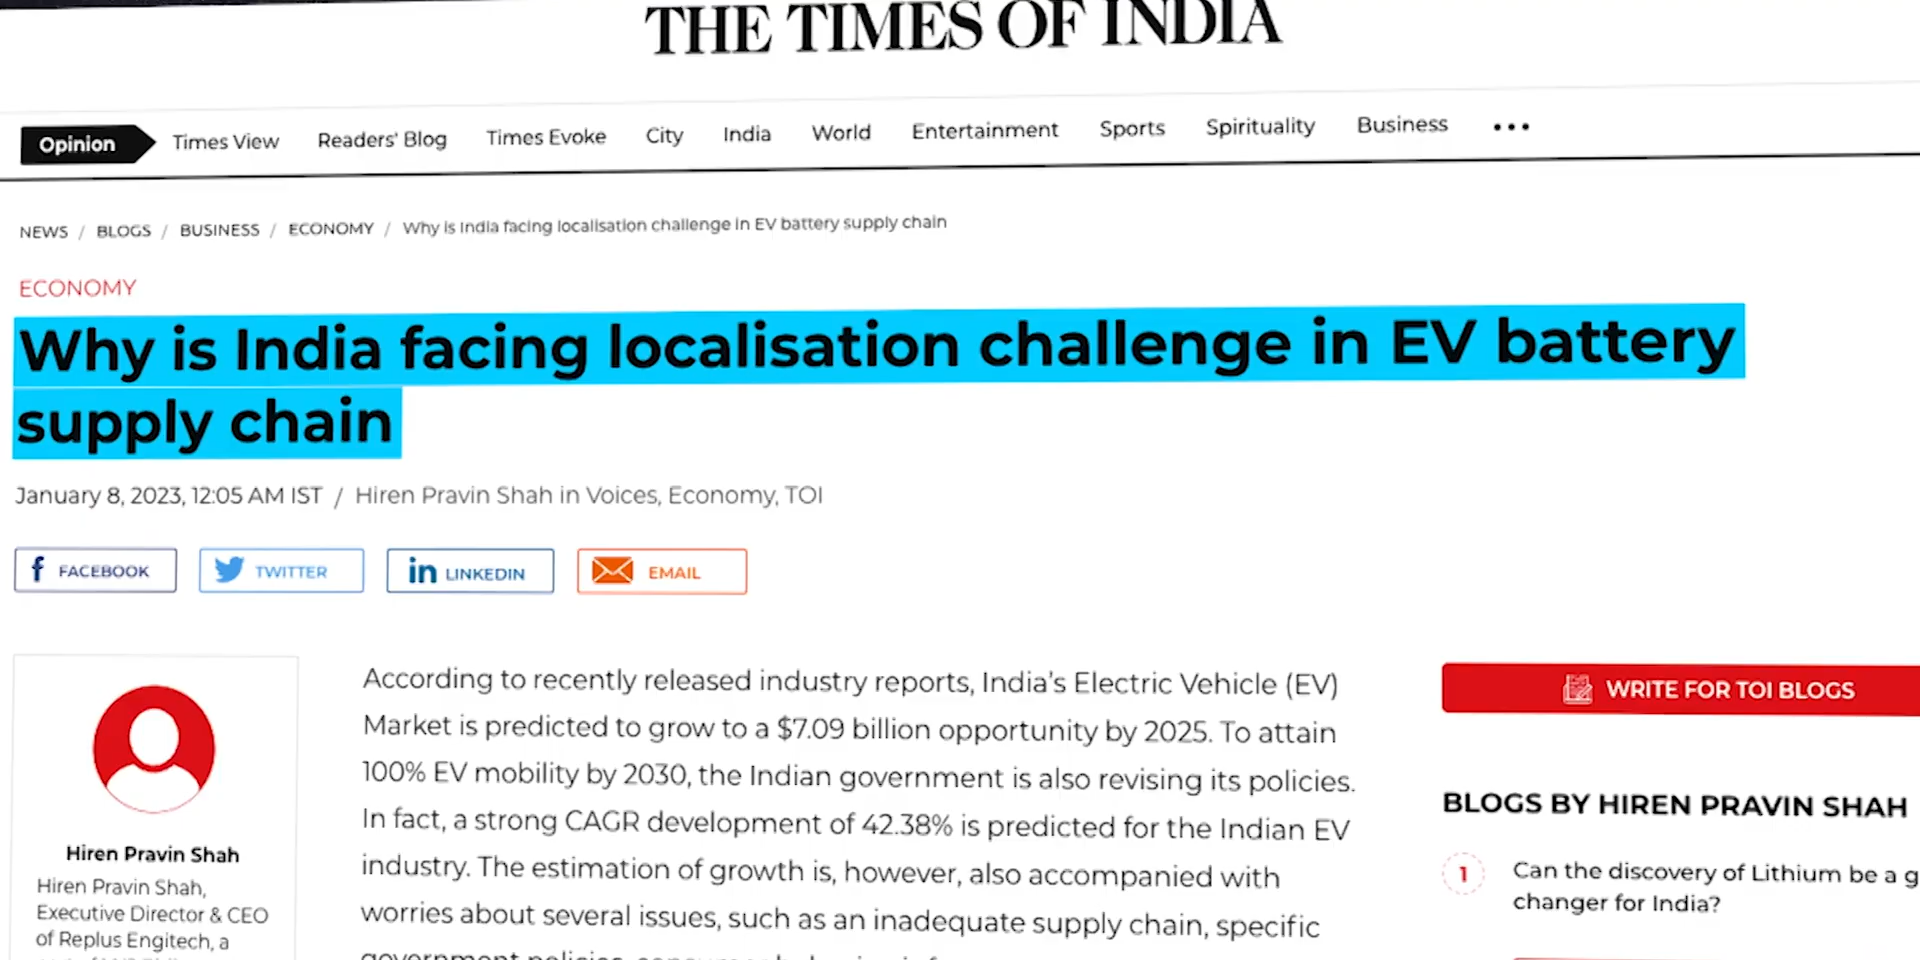 THE TIMES OF INDIA
Opinion Times View Readers' Blog Times Evoke City India World Entertainment Sports Spirituality Business •••
NEWS / BLOGS / BUSINESS / ECONOMY / Why is India facing localisation challenge in EV battery supply chain
ECONOMY
Why is India facing localisation challenge in EV battery
supply chain
January 8, 2023, 12:05 AM IST / Hiren Pravin Shah in Voices, Economy, TOI
FACEBOOK TWITTER LINKEDIN EMAIL
Hiren Pravin Shah
Hiren Pravin Shah,
Executive Director & CEO
of Replus Engitech, a
According to recently released industry reports, India's Electric Vehicle (EV)
Market is predicted to grow to a $7.09 billion opportunity by 2025. To attain
100% EV mobility by 2030, the Indian government is also revising its policies.
In fact, a strong CAGR development of 42.38% is predicted for the Indian EV
industry. The estimation of growth is, however, also accompanied with
worries about several issues, such as an inadequate supply chain, specific
government policies, consumer
WRITE FOR TOI BLOGS
BLOGS BY HIREN PRAVIN SHAH
1 Can the discovery of Lithium be a g
changer for India?